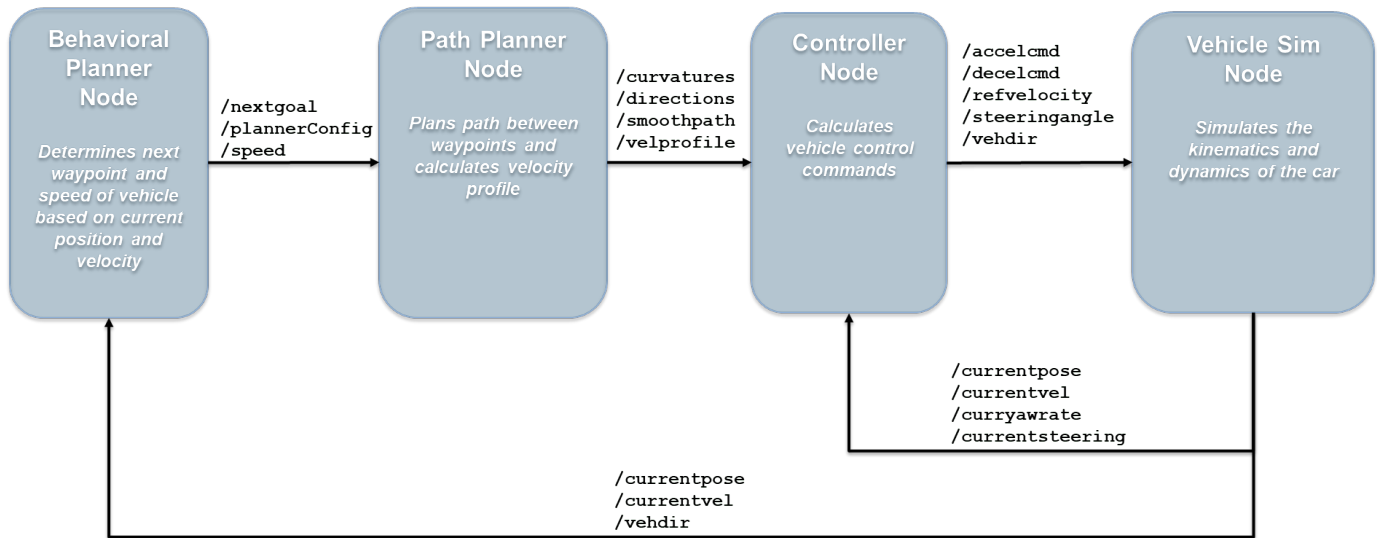 Behavioral
Planner
Node
Determines next
waypoint and
speed of vehicle
based on current
position and
velocity
/nextgoal
/plannerConfig
/speed
Path Planner
Node
Plans path between
waypoints and
calculates velocity
profile
/curvatures
/directions
/smoothpath
/velprofile
Controller
Node
Calculates
vehicle control
commands
/accelcmd
/decelcmd
/refvelocity
/steeringangle
/vehdir
Vehicle Sim
Node
Simulates the
kinematics and
dynamics of the car
/currentpose
/currentvel
/curryawrate
/currentsteering
/currentpose
/currentvel
/vehdir